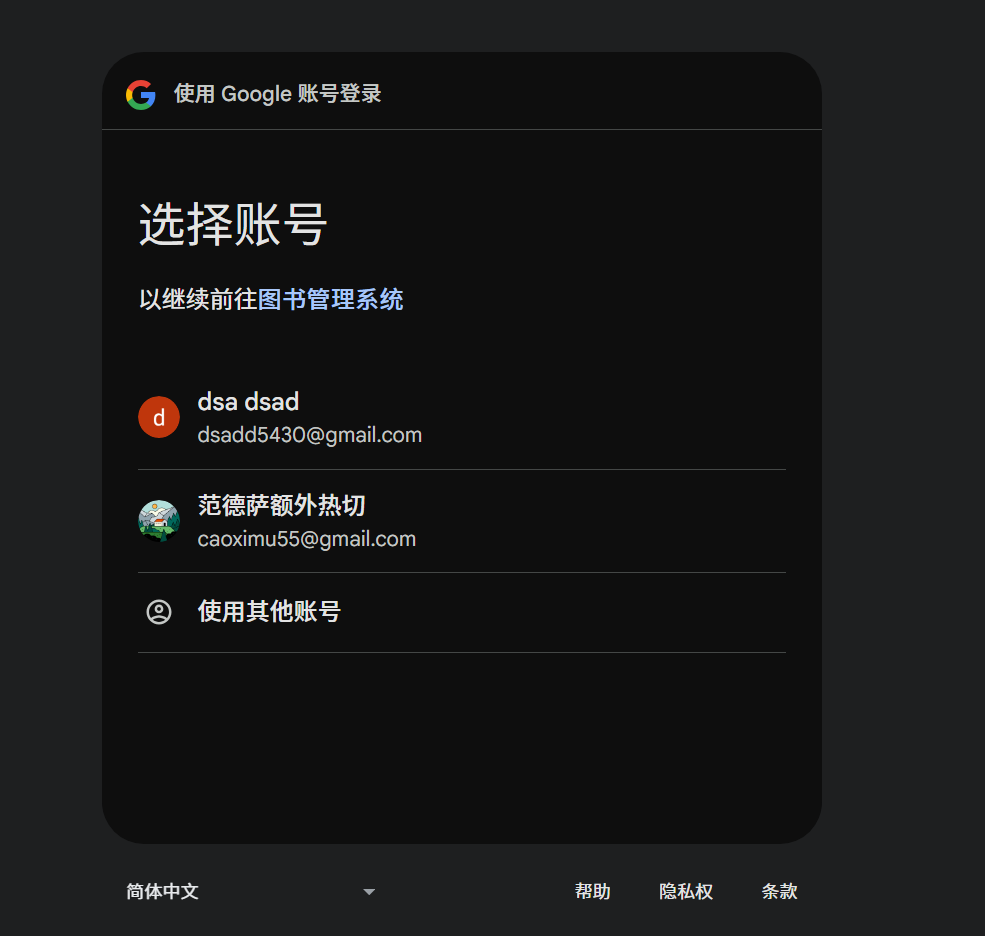 使用 Google 账号登录
选择账号
以继续前往图书管理系统
d
dsa dsad
dsadd5430@gmail.com
范德萨额外热切
caoximu55@gmail.com
使用其他账号
简体中文
帮助
隐私权
条款